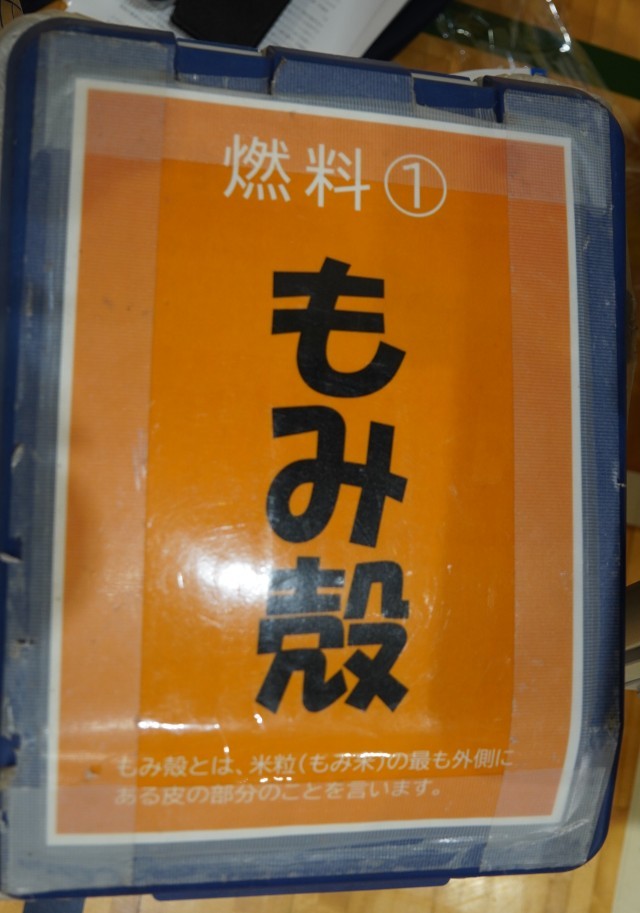 燃料①
もみ殻
もみ殻とは、米粒(もみ米)の最も外側に
ある皮の部分のことを言います。